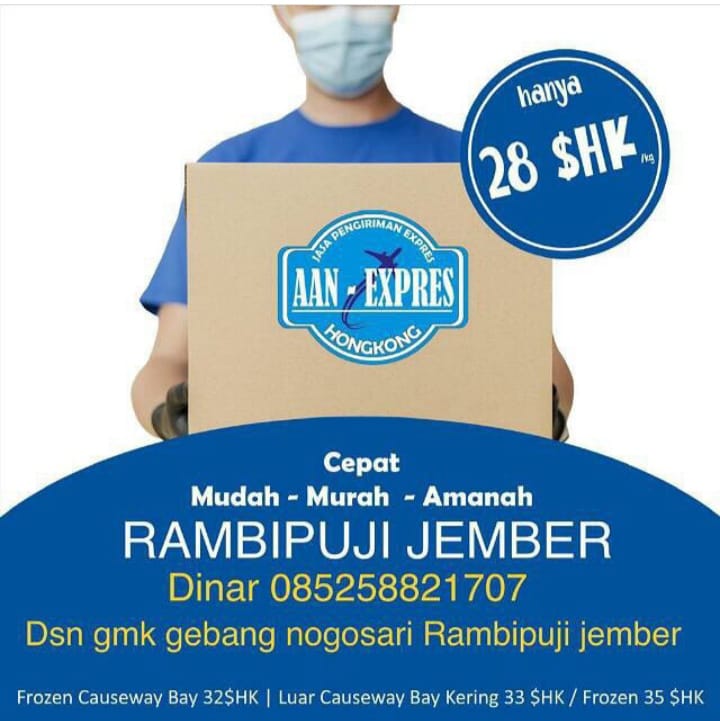 hanya
28 $HK /kg
JASA PENGIRIMAN EXPRES
AAN - EXPRES
HONGKONG
Cepat
Mudah - Murah - Amanah
RAMBIPUJI JEMBER
Dinar 085258821707
Dsn gmk gebang nogosari Rambipuji jember
Frozen Causeway Bay 32$HK | Luar Causeway Bay Kering 33 $HK / Frozen 35 $HK